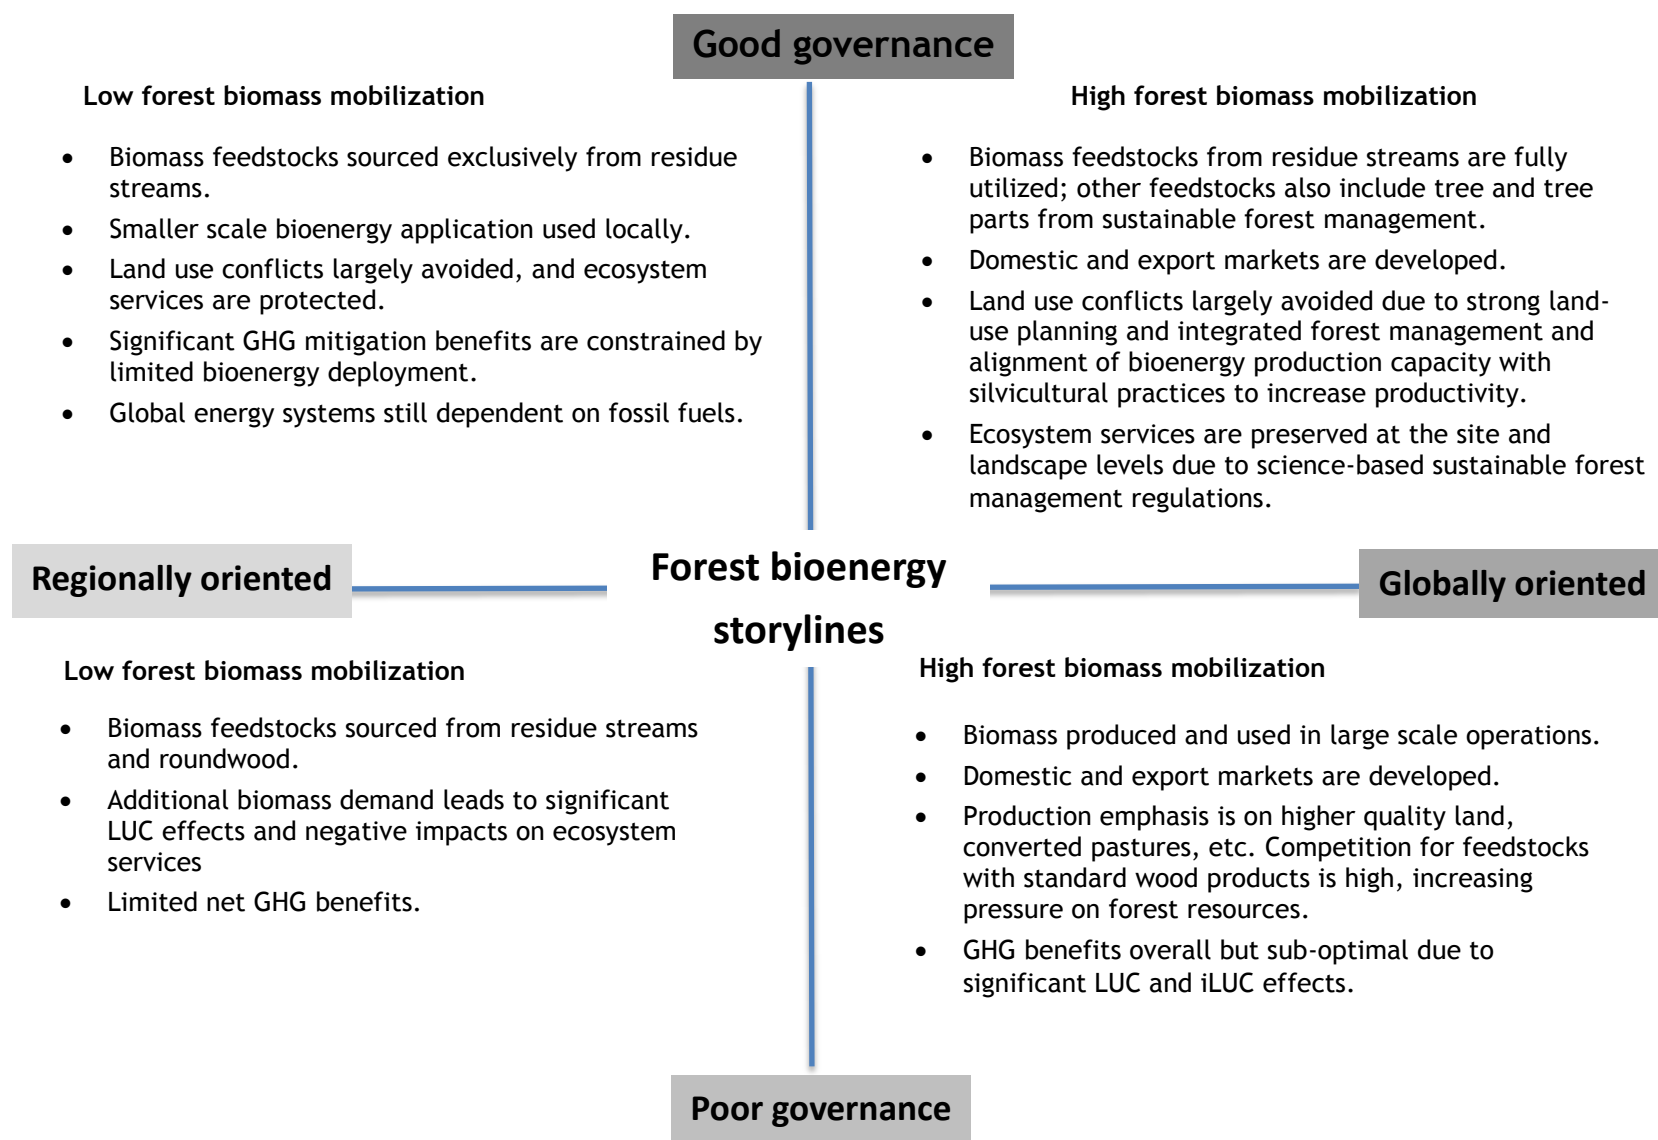 Good governance
Low forest biomass mobilization
• Biomass feedstocks sourced exclusively from residue
streams.
• Smaller scale bioenergy application used locally.
• Land use conflicts largely avoided, and ecosystem
services are protected.
• Significant GHG mitigation benefits are constrained by
limited bioenergy deployment.
• Global energy systems still dependent on fossil fuels.
High forest biomass mobilization
• Biomass feedstocks from residue streams are fully
utilized; other feedstocks also include tree and tree
parts from sustainable forest management.
• Domestic and export markets are developed.
• Land use conflicts largely avoided due to strong land-
use planning and integrated forest management and
alignment of bioenergy production capacity with
silvicultural practices to increase productivity.
• Ecosystem services are preserved at the site and
landscape levels due to science-based sustainable forest
management regulations.
Regionally oriented
Forest bioenergy
storylines
Globally oriented
Low forest biomass mobilization
• Biomass feedstocks sourced from residue streams
and roundwood.
• Additional biomass demand leads to significant
LUC effects and negative impacts on ecosystem
services
• Limited net GHG benefits.
High forest biomass mobilization
• Biomass produced and used in large scale operations.
• Domestic and export markets are developed.
• Production emphasis is on higher quality land,
converted pastures, etc. Competition for feedstocks
with standard wood products is high, increasing
pressure on forest resources.
• GHG benefits overall but sub-optimal due to
significant LUC and iLUC effects.
Poor governance